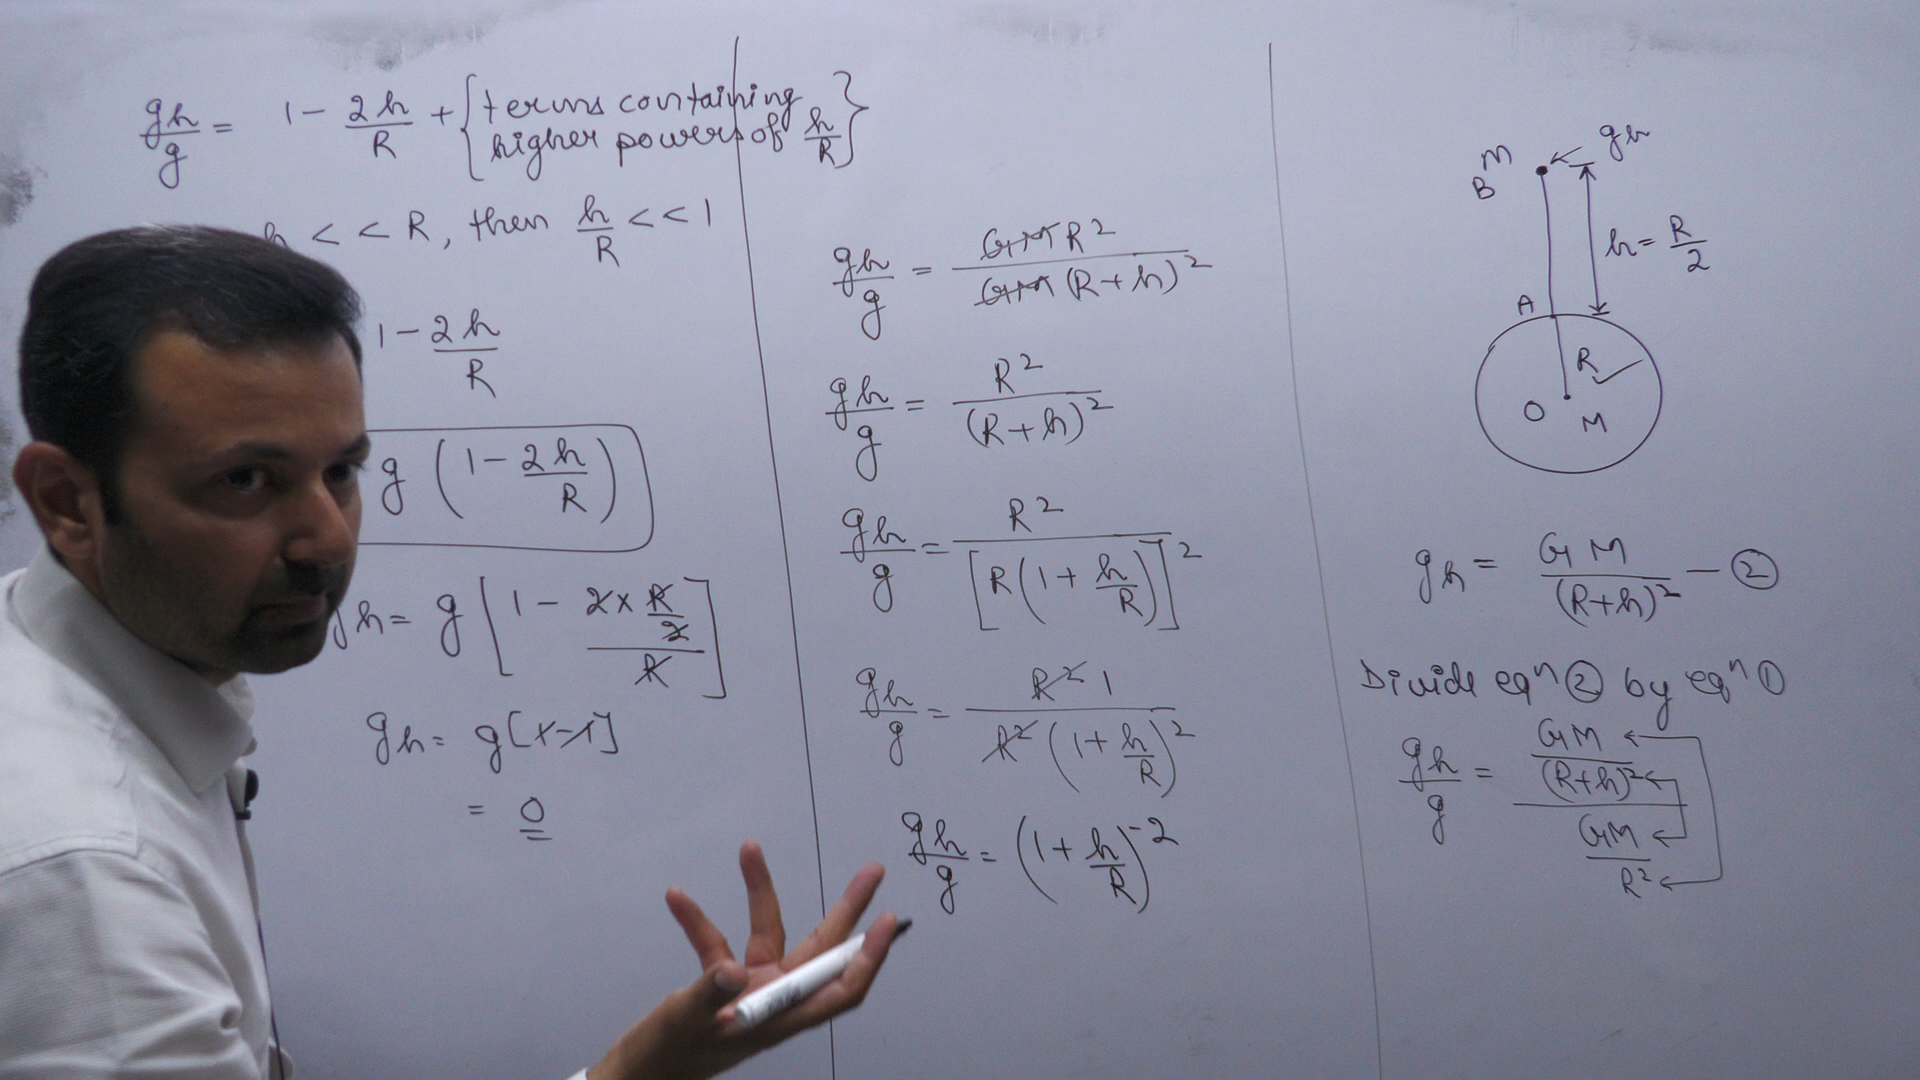 gh/g = 1 - 2h/R + {terms containing higher powers of h/R}
h << R, then h/R << 1
1 - 2h/R
g (1 - 2h/R)
gh = g [1 - 2 × R/2 / R]
gh = g[1-1]
= 0
gh/g = GMR² / GM(R+h)²
gh/g = R² / (R+h)²
gh/g = R² / [R(1 + h/R)]²
gh/g = R² 1 / R² (1 + h/R)²
gh/g = (1 + h/R)⁻²
gh
m
B
h = R/2
A
R
O
M
gh = GM / (R+h)² — ②
Divide eqⁿ ② by eqⁿ ①
gh/g = GM / (R+h)² / GM / R²